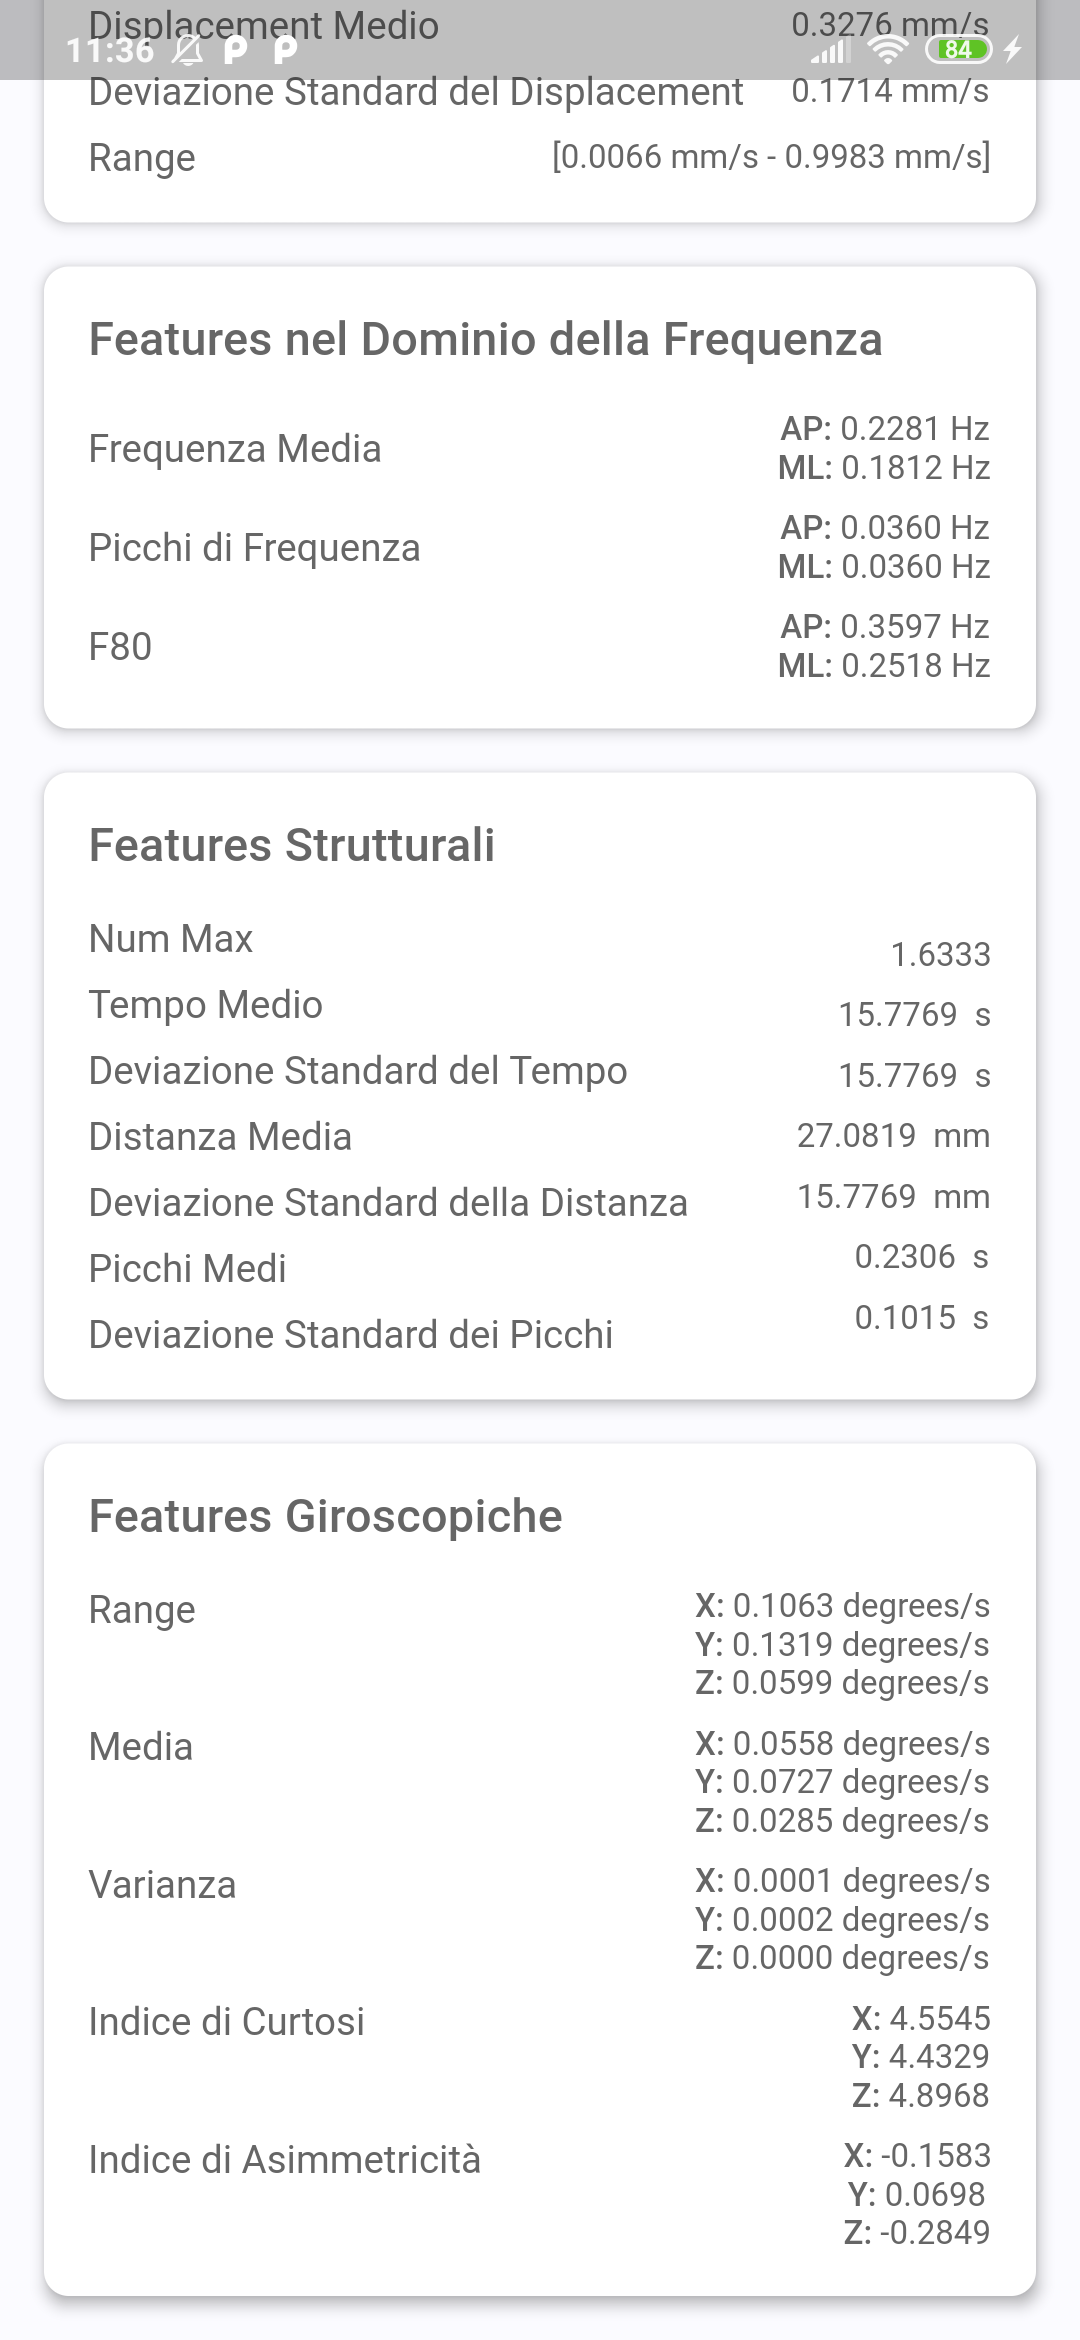 Displacement Medio 0.3276 mm/s
11:36 84
Deviazione Standard del Displacement 0.1714 mm/s
Range [0.0066 mm/s - 0.9983 mm/s]
Features nel Dominio della Frequenza
Frequenza Media AP: 0.2281 Hz
ML: 0.1812 Hz
Picchi di Frequenza AP: 0.0360 Hz
ML: 0.0360 Hz
F80 AP: 0.3597 Hz
ML: 0.2518 Hz
Features Strutturali
Num Max 1.6333
Tempo Medio 15.7769 s
Deviazione Standard del Tempo 15.7769 s
Distanza Media 27.0819 mm
Deviazione Standard della Distanza 15.7769 mm
Picchi Medi 0.2306 s
Deviazione Standard dei Picchi 0.1015 s
Features Giroscopiche
Range X: 0.1063 degrees/s
Y: 0.1319 degrees/s
Z: 0.0599 degrees/s
Media X: 0.0558 degrees/s
Y: 0.0727 degrees/s
Z: 0.0285 degrees/s
Varianza X: 0.0001 degrees/s
Y: 0.0002 degrees/s
Z: 0.0000 degrees/s
Indice di Curtosi X: 4.5545
Y: 4.4329
Z: 4.8968
Indice di Asimmetricità X: -0.1583
Y: 0.0698
Z: -0.2849